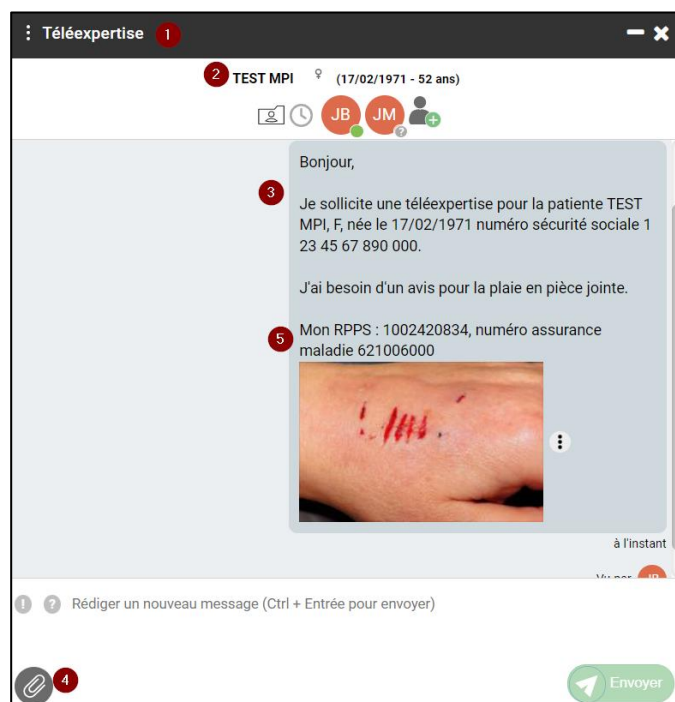 Téléexpertise 1
2 TEST MPI ♀ (17/02/1971 - 52 ans)
JB JM ?
Bonjour,
3
Je sollicite une téléexpertise pour la patiente TEST
MPI, F, née le 17/02/1971 numéro sécurité sociale 1
23 45 67 890 000.
J'ai besoin d'un avis pour la plaie en pièce jointe.
5 Mon RPPS : 1002420834, numéro assurance
maladie 621006000
à l'instant
Vu par JB
! ? Rédiger un nouveau message (Ctrl + Entrée pour envoyer)
4 Envoyer